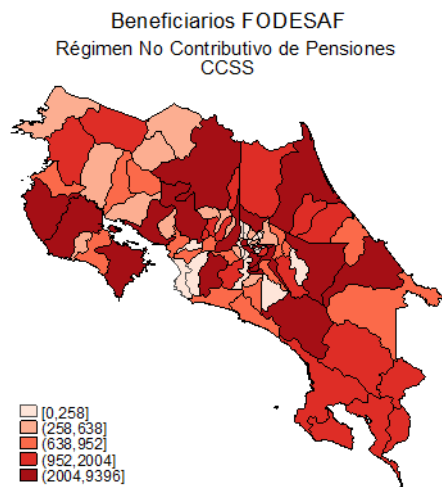 Beneficiarios FODESAF
Régimen No Contributivo de Pensiones
CCSS
[0,258]
(258,638]
(638,952]
(952,2004]
(2004,9396]